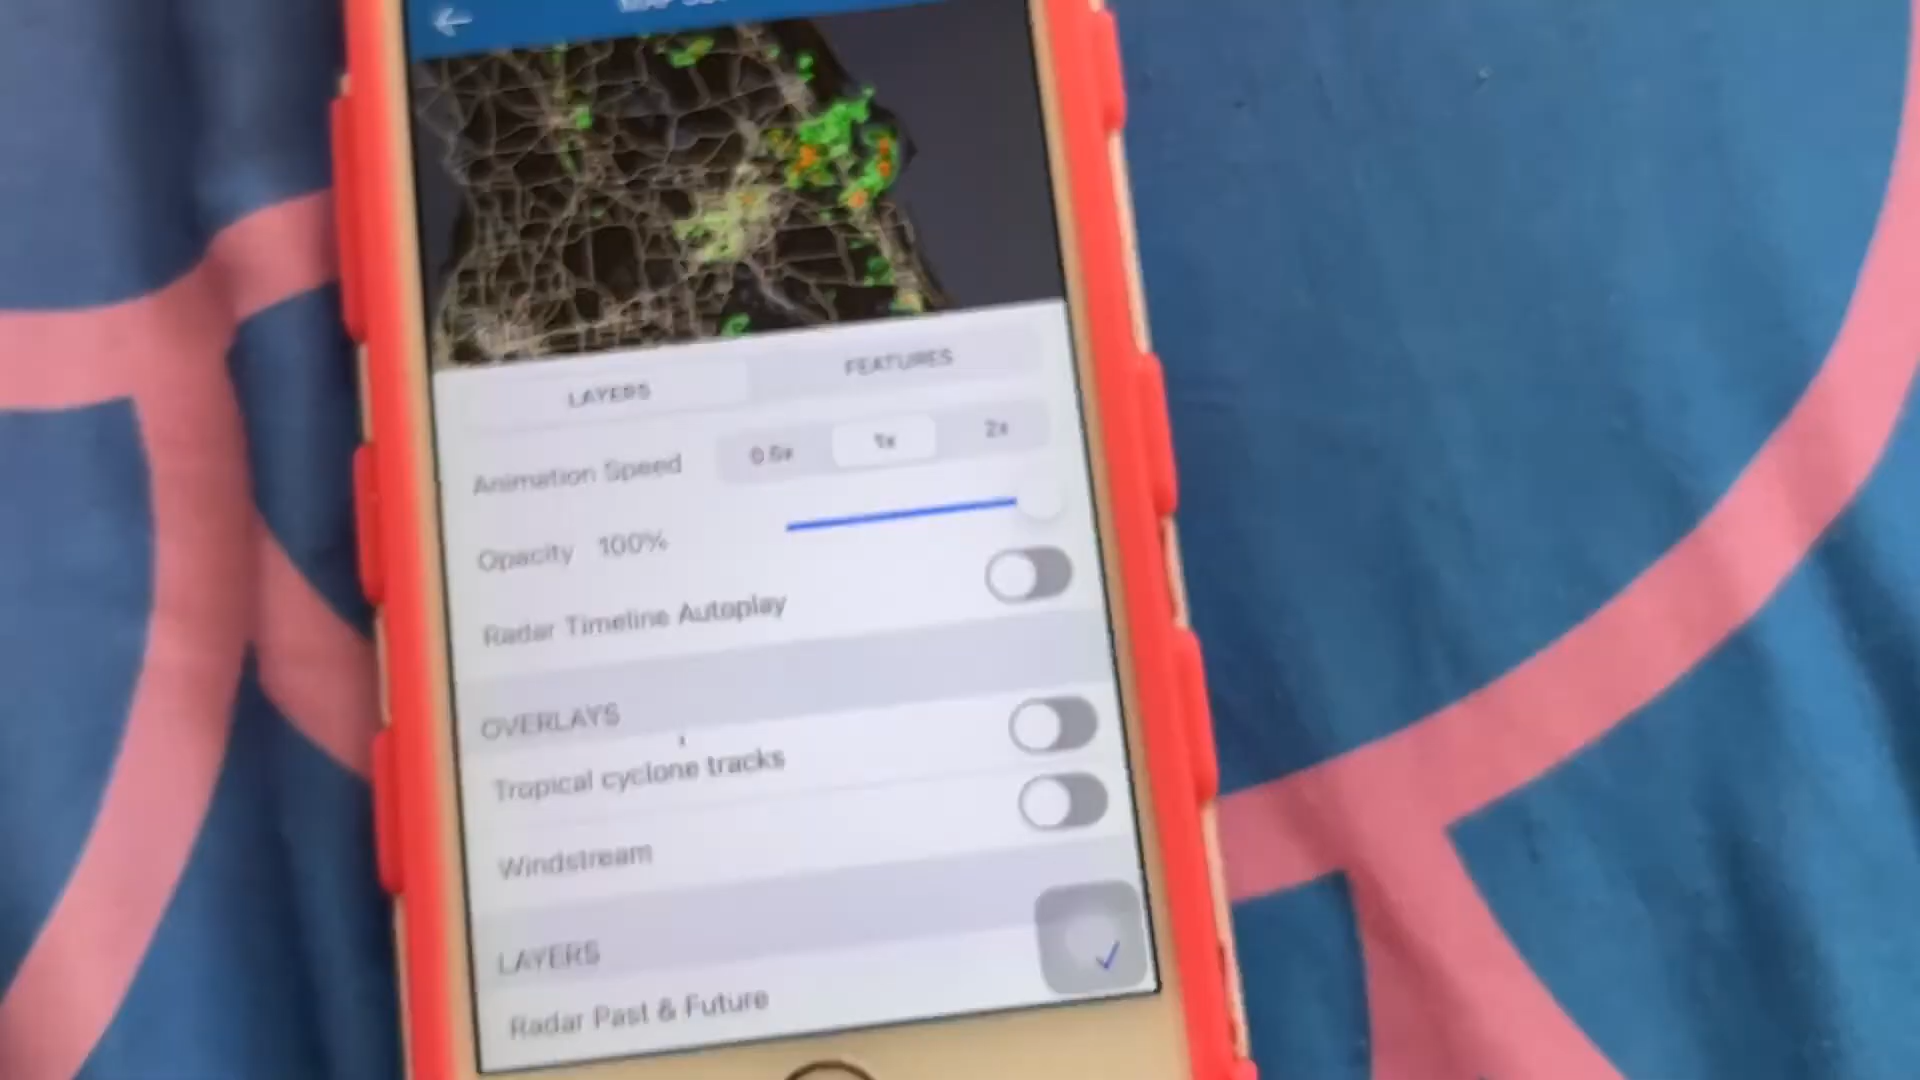 LAYERS FEATURES
Animation Speed 0.5x 1x 2x
Opacity 100%
Radar Timeline Autoplay
OVERLAYS
Tropical cyclone tracks
Windstream
LAYERS
Radar Past & Future